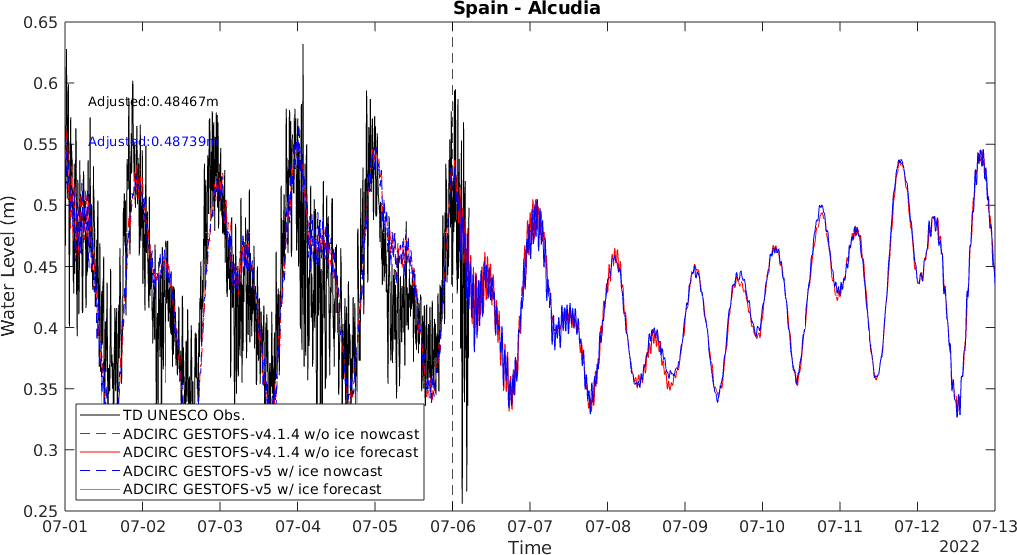 Spain - Alcudia
0.65
0.6
0.55
0.5
0.45
0.4
0.35
0.3
0.25
Water Level (m)
Adjusted:0.48467m
Adjusted:0.48739m
TD UNESCO Obs.
ADCIRC GESTOFS-v4.1.4 w/o ice nowcast
ADCIRC GESTOFS-v4.1.4 w/o ice forecast
ADCIRC GESTOFS-v5 w/ ice nowcast
ADCIRC GESTOFS-v5 w/ ice forecast
07-01 07-02 07-03 07-04 07-05 07-06 07-07 07-08 07-09 07-10 07-11 07-12 07-13
Time
2022